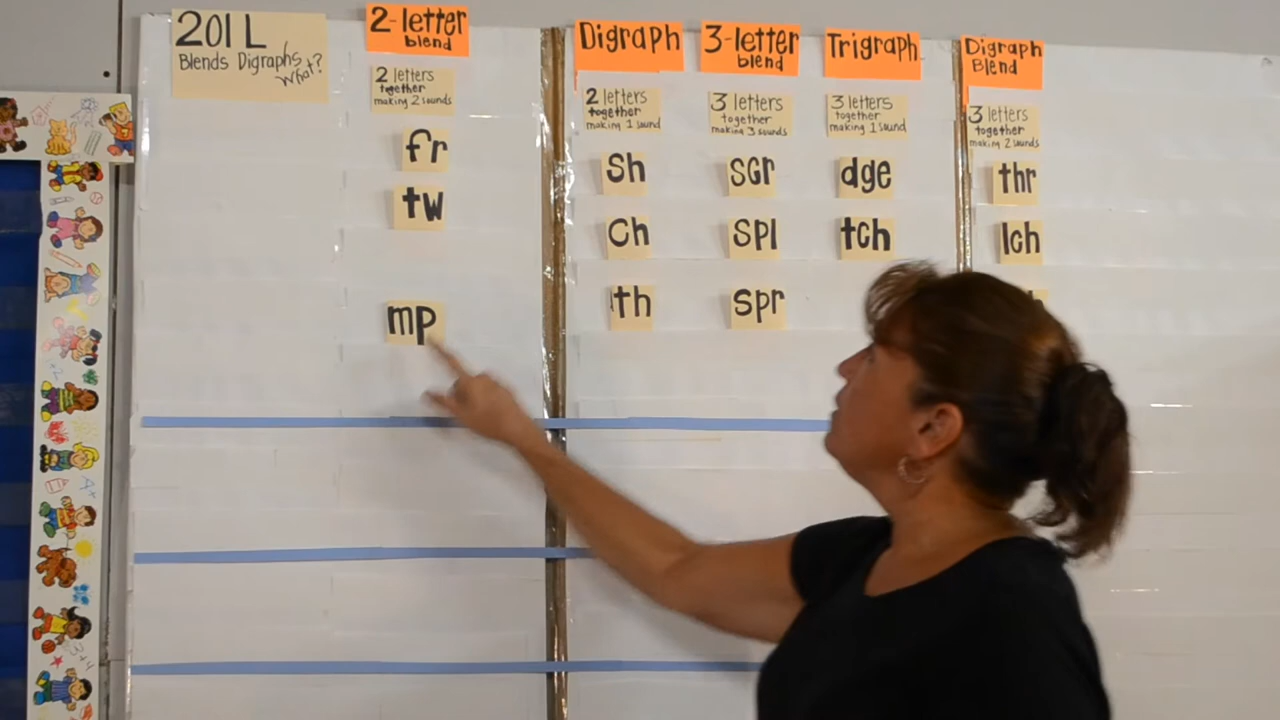 201 L
Blends Digraphs
What?
2-letter
blend
2 letters
together
making 2 sounds
fr
tw
mp
Digraph
2 letters
together
making 1 sound
Sh
Ch
th
3-letter
blend
3 letters
together
making 3 sounds
scr
spl
spr
Trigraph
3 letters
together
making 1 sound
dge
tch
Digraph
Blend
3 letters
together
making 2 sounds
thr
lch